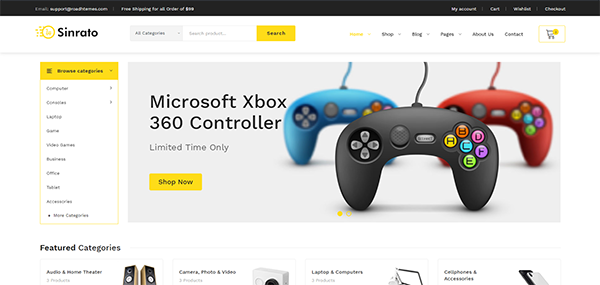 Email: support@roadthemes.com Free Shipping for all Order of $99 My account Cart Wishlist Checkout
Sinrato
All Categories Search product... Search
Home Shop Blog Pages About Us Contact
Browse categories
Computer
Consoles
Laptop
Game
Video Games
Business
Office
Tablet
Accessories
More Categories
Microsoft Xbox
360 Controller
Limited Time Only
Shop Now
A B C D E F
Featured Categories
Audio & Home Theater
3 Products
Camera, Photo & Video
3 Products
Laptop & Computers
3 Products
Cellphones &
Accessories